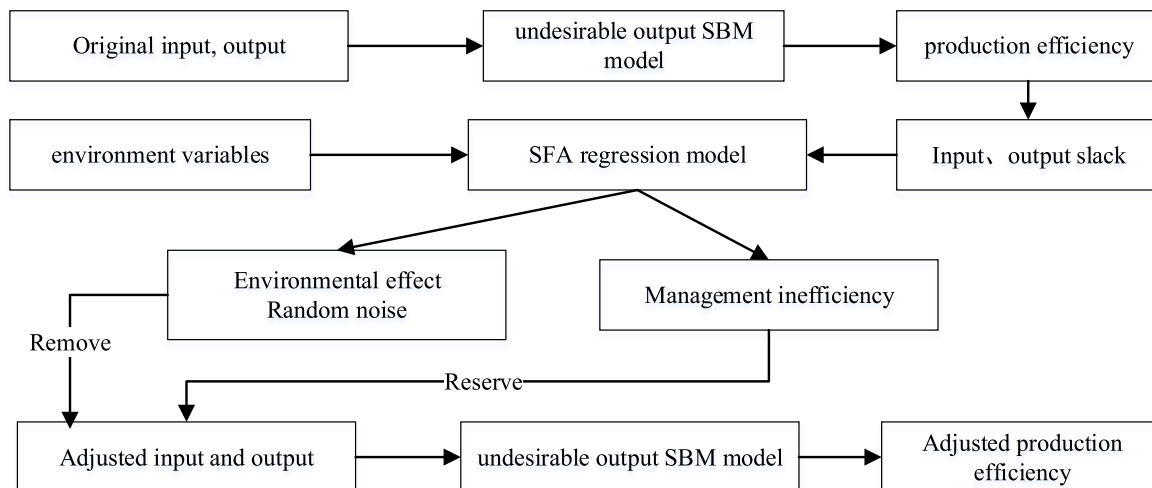 Original input, output
undesirable output SBM
model
production efficiency
environment variables
SFA regression model
Input、output slack
Environmental effect
Random noise
Management inefficiency
Remove
Reserve
Adjusted input and output
undesirable output SBM model
Adjusted production
efficiency